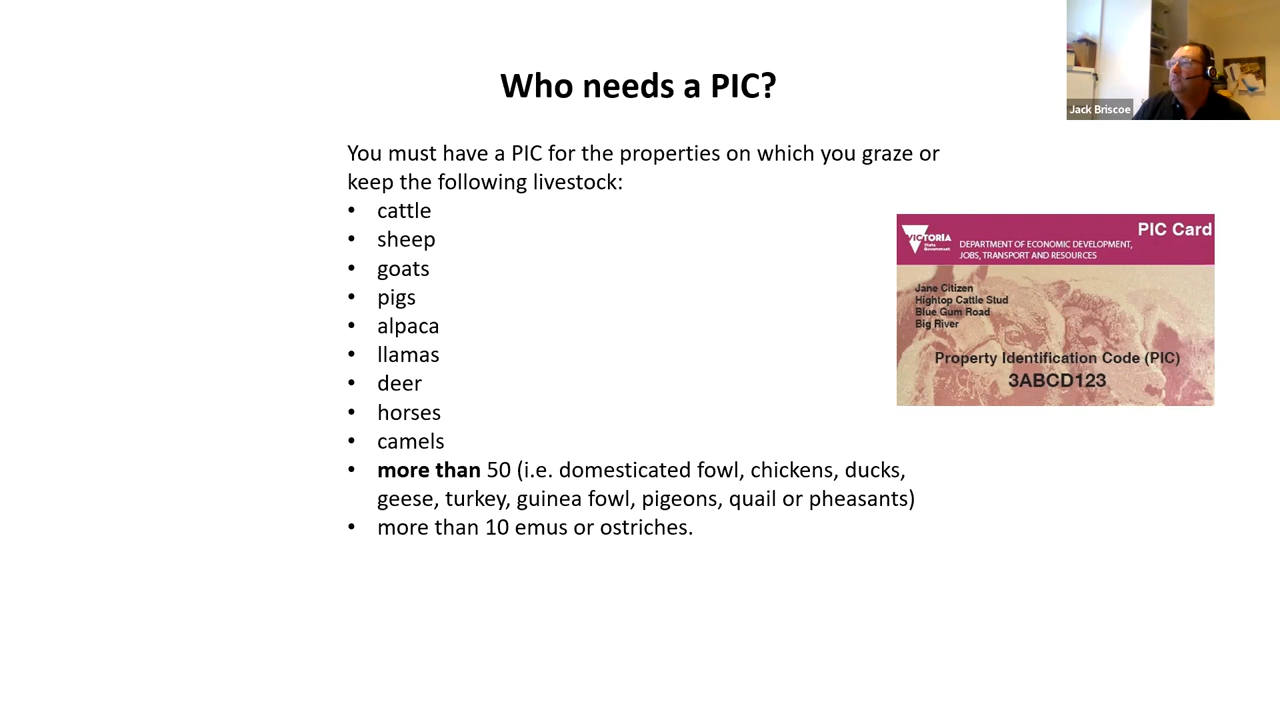 Who needs a PIC?
Jack Briscoe
You must have a PIC for the properties on which you graze or
keep the following livestock:
• cattle
• sheep
• goats
• pigs
• alpaca
• llamas
• deer
• horses
• camels
• more than 50 (i.e. domesticated fowl, chickens, ducks,
geese, turkey, guinea fowl, pigeons, quail or pheasants)
• more than 10 emus or ostriches.
PIC Card
VICTORIA
State
Government
DEPARTMENT OF ECONOMIC DEVELOPMENT,
JOBS, TRANSPORT AND RESOURCES
Jane Citizen
Hightop Cattle Stud
Blue Gum Road
Big River
Property Identification Code (PIC)
3ABCD123